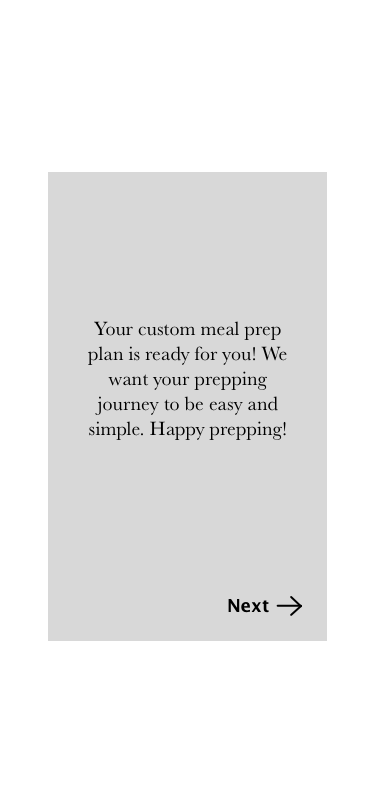 Your custom meal prep
plan is ready for you! We
want your prepping
journey to be easy and
simple. Happy prepping!
Next